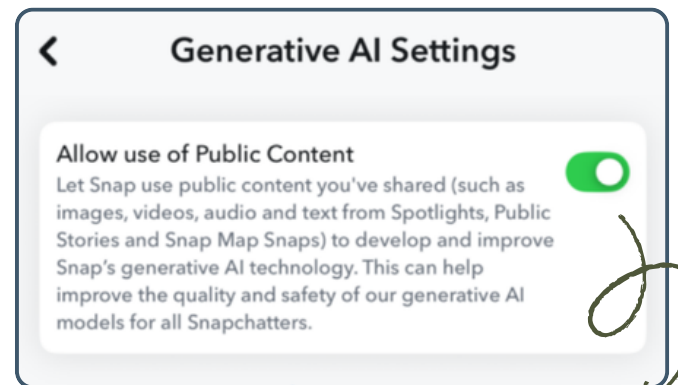 Generative AI Settings
Allow use of Public Content
Let Snap use public content you've shared (such as
images, videos, audio and text from Spotlights, Public
Stories and Snap Map Snaps) to develop and improve
Snap's generative AI technology. This can help
improve the quality and safety of our generative AI
models for all Snapchatters.